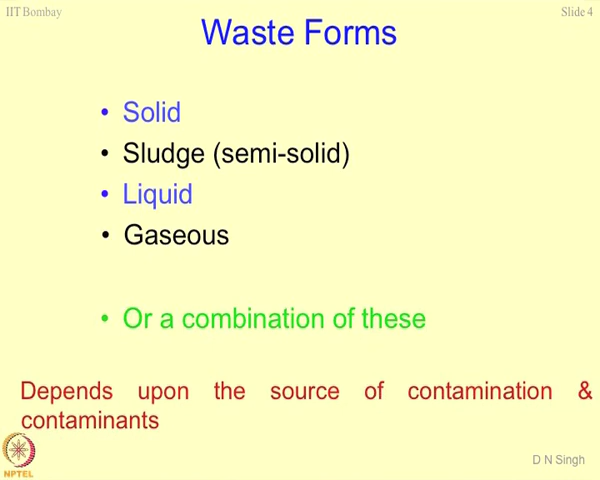 IIT Bombay
Slide 4
Waste Forms
• Solid
• Sludge (semi-solid)
• Liquid
• Gaseous
• Or a combination of these
Depends upon the source of contamination &
contaminants
NPTEL
D N Singh